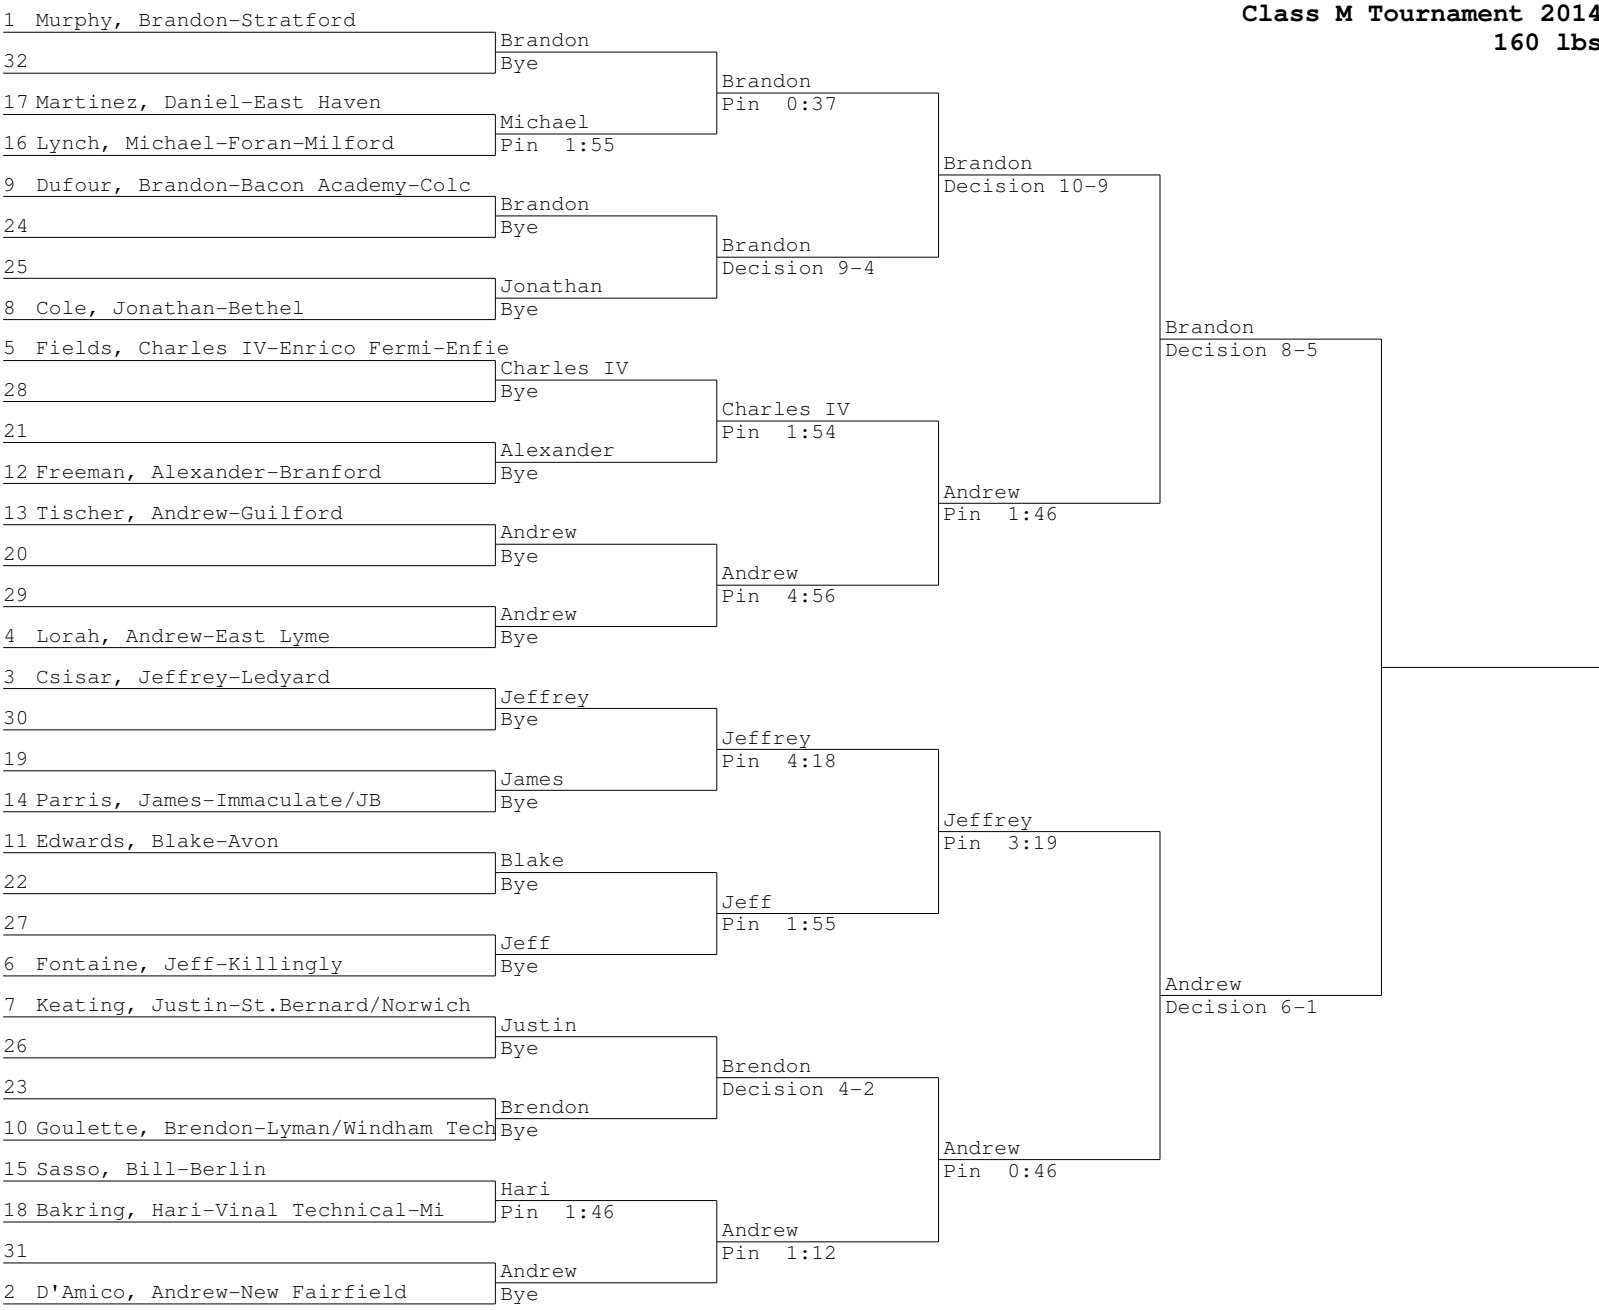 Class M Tournament 2014
160 lbs
1 Murphy, Brandon-Stratford
32
Brandon
Bye
17 Martinez, Daniel-East Haven
16 Lynch, Michael-Foran-Milford
Michael
Pin 1:55
Brandon
Pin 0:37
9 Dufour, Brandon-Bacon Academy-Colc
24
Brandon
Bye
25
8 Cole, Jonathan-Bethel
Jonathan
Bye
Brandon
Decision 9-4
Brandon
Decision 10-9
5 Fields, Charles IV-Enrico Fermi-Enfie
28
Charles IV
Bye
21
12 Freeman, Alexander-Branford
Alexander
Bye
Charles IV
Pin 1:54
13 Tischer, Andrew-Guilford
20
Andrew
Bye
29
4 Lorah, Andrew-East Lyme
Andrew
Bye
Andrew
Pin 4:56
Andrew
Pin 1:46
Brandon
Decision 8-5
3 Csisar, Jeffrey-Ledyard
30
Jeffrey
Bye
19
14 Parris, James-Immaculate/JB
James
Bye
Jeffrey
Pin 4:18
11 Edwards, Blake-Avon
22
Blake
Bye
27
6 Fontaine, Jeff-Killingly
Jeff
Bye
Jeff
Pin 1:55
Jeffrey
Pin 3:19
7 Keating, Justin-St.Bernard/Norwich
26
Justin
Bye
23
10 Goulette, Brendon-Lyman/Windham Tech
Brendon
Bye
Brendon
Decision 4-2
15 Sasso, Bill-Berlin
18 Bakring, Hari-Vinal Technical-Mi
Hari
Pin 1:46
31
2 D'Amico, Andrew-New Fairfield
Andrew
Bye
Andrew
Pin 1:12
Andrew
Pin 0:46
Andrew
Decision 6-1